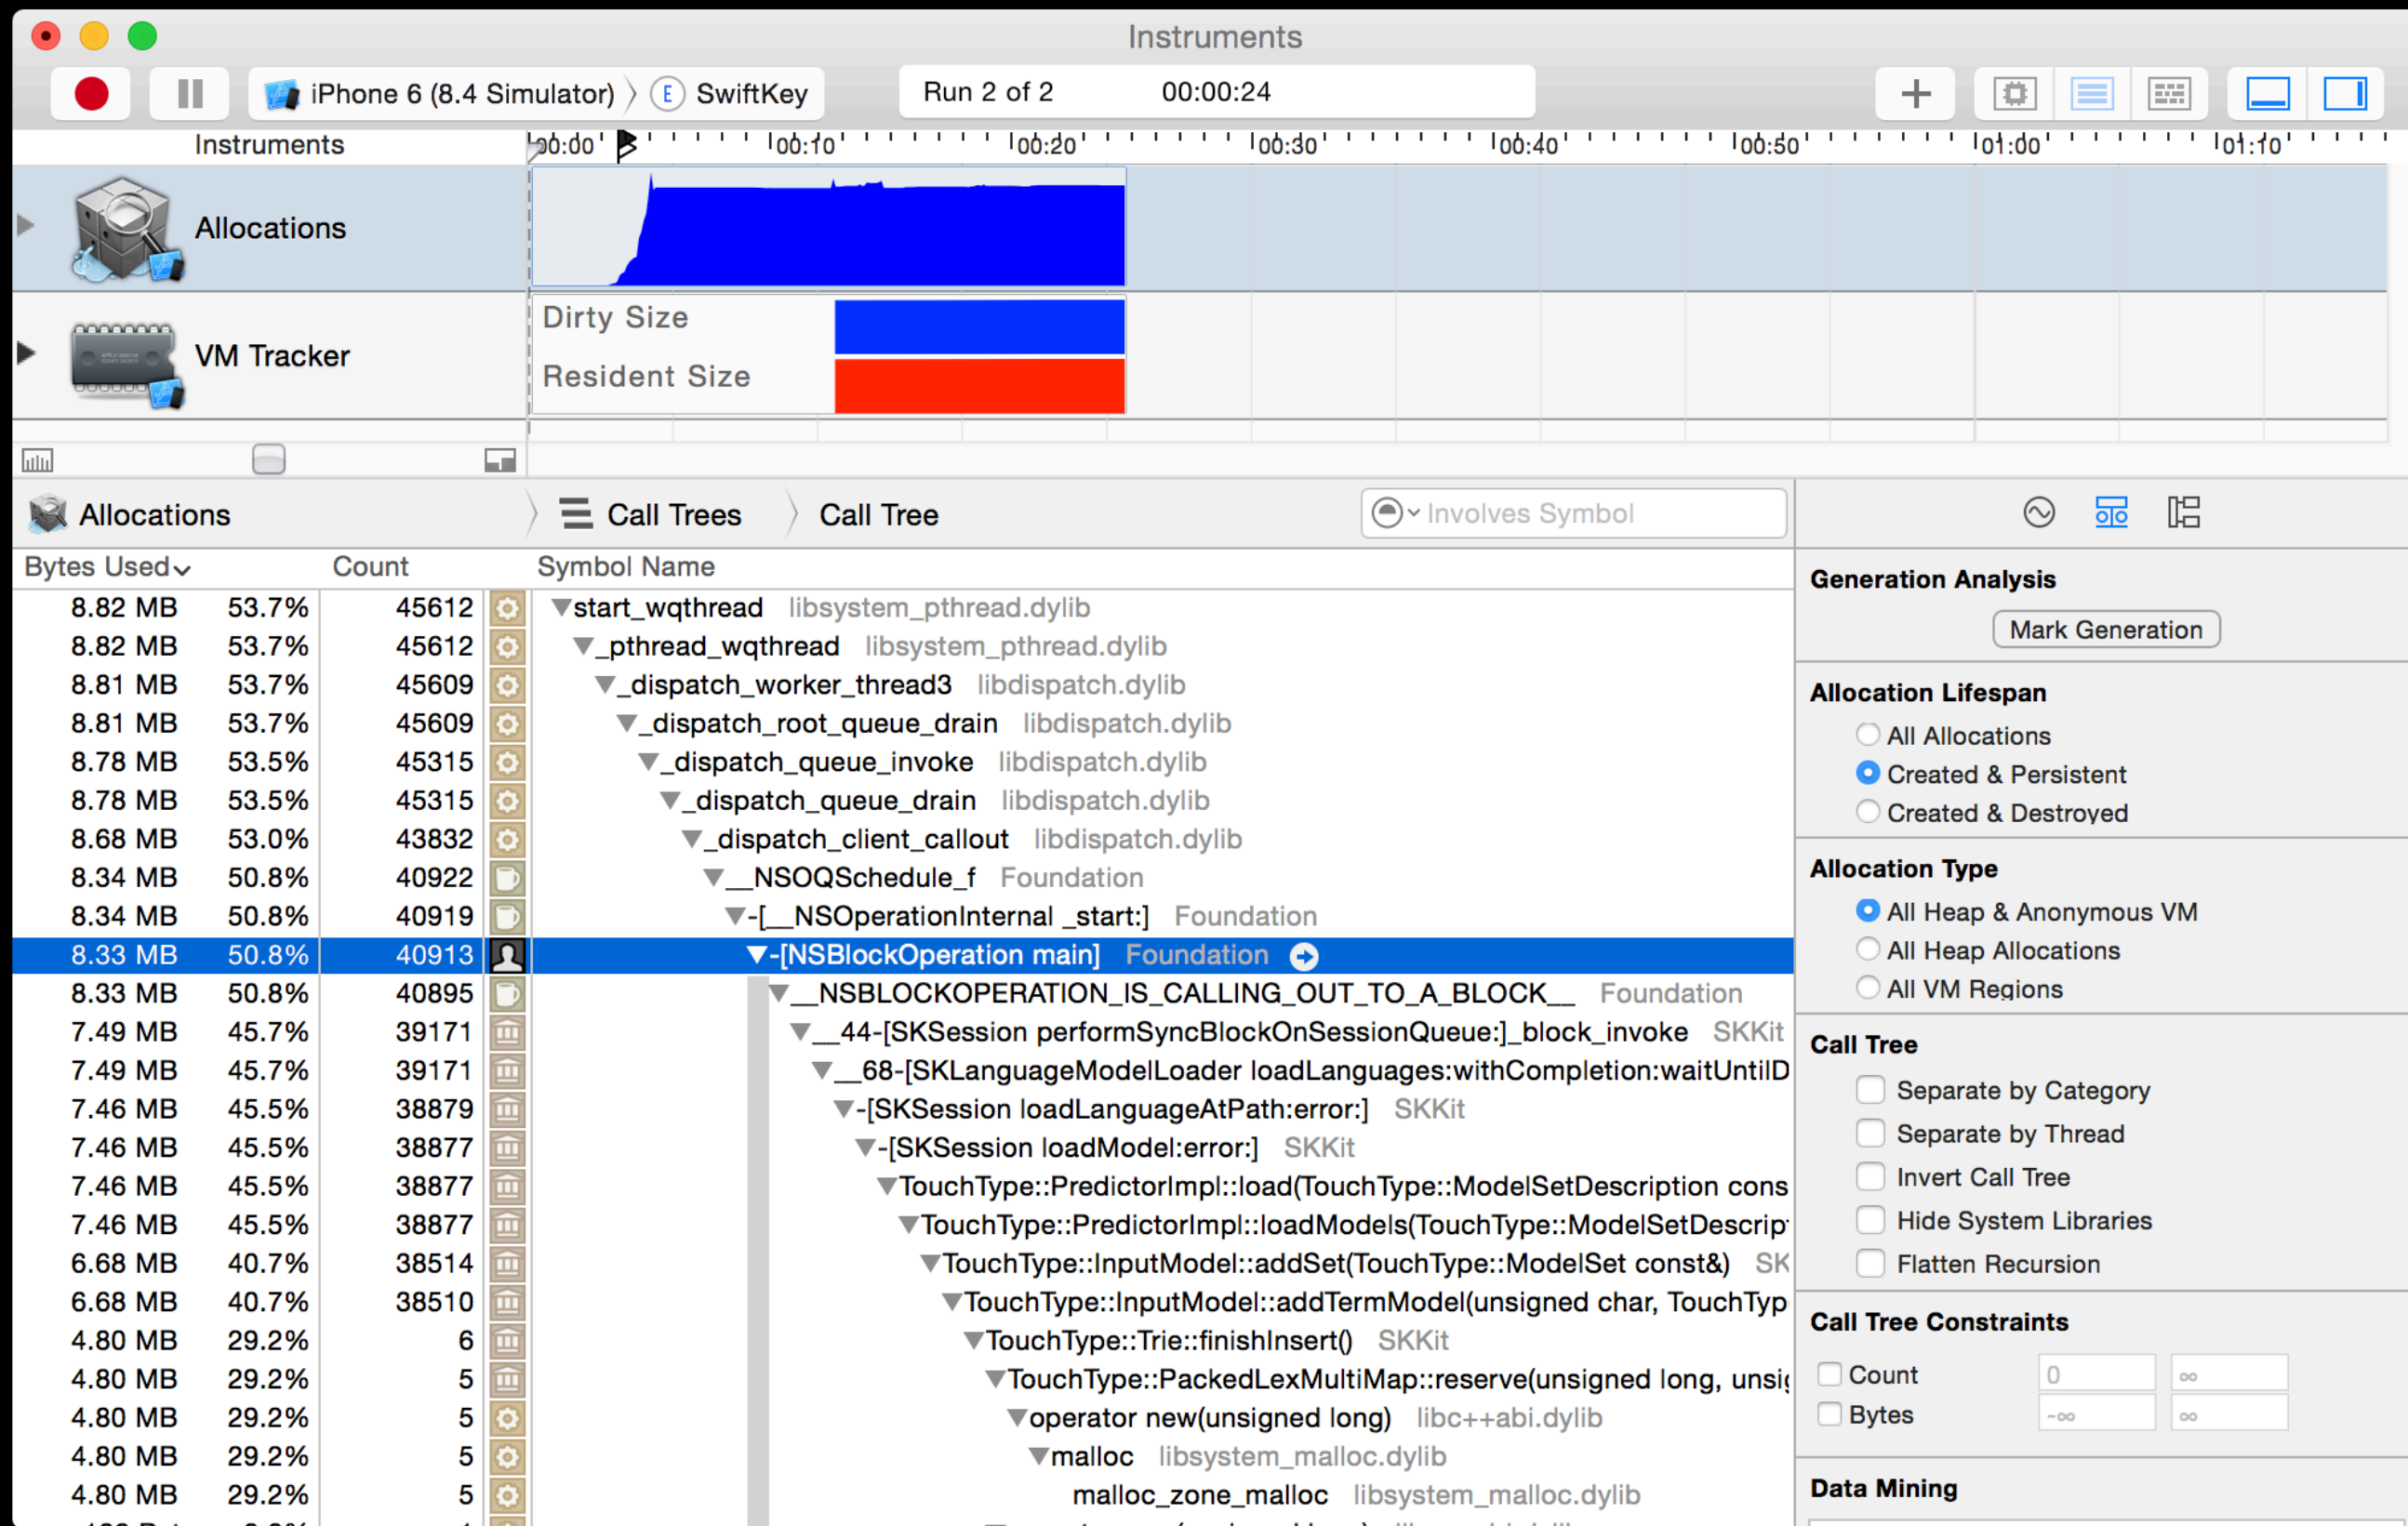 Instruments
iPhone 6 (8.4 Simulator) E SwiftKey Run 2 of 2 00:00:24
Instruments 00:00 00:10 00:20 00:30 00:40 00:50 01:00 01:10
Allocations
VM Tracker Dirty Size
Resident Size
Allocations Call Trees Call Tree Involves Symbol
Bytes Used Count Symbol Name
8.82 MB 53.7% 45612 start_wqthread libsystem_pthread.dylib
8.82 MB 53.7% 45612 _pthread_wqthread libsystem_pthread.dylib
8.81 MB 53.7% 45609 _dispatch_worker_thread3 libdispatch.dylib
8.81 MB 53.7% 45609 _dispatch_root_queue_drain libdispatch.dylib
8.78 MB 53.5% 45315 _dispatch_queue_invoke libdispatch.dylib
8.78 MB 53.5% 45315 _dispatch_queue_drain libdispatch.dylib
8.68 MB 53.0% 43832 _dispatch_client_callout libdispatch.dylib
8.34 MB 50.8% 40922 __NSOQSchedule_f Foundation
8.34 MB 50.8% 40919 -[__NSOperationInternal _start:] Foundation
8.33 MB 50.8% 40913 -[NSBlockOperation main] Foundation
8.33 MB 50.8% 40895 __NSBLOCKOPERATION_IS_CALLING_OUT_TO_A_BLOCK__ Foundation
7.49 MB 45.7% 39171 __44-[SKSession performSyncBlockOnSessionQueue:]_block_invoke SKKit
7.49 MB 45.7% 39171 __68-[SKLanguageModelLoader loadLanguages:withCompletion:waitUntilD
7.46 MB 45.5% 38879 -[SKSession loadLanguageAtPath:error:] SKKit
7.46 MB 45.5% 38877 -[SKSession loadModel:error:] SKKit
7.46 MB 45.5% 38877 TouchType::PredictorImpl::load(TouchType::ModelSetDescription cons
7.46 MB 45.5% 38877 TouchType::PredictorImpl::loadModels(TouchType::ModelSetDescrip
6.68 MB 40.7% 38514 TouchType::InputModel::addSet(TouchType::ModelSet const&) SK
6.68 MB 40.7% 38510 TouchType::InputModel::addTermModel(unsigned char, TouchTyp
4.80 MB 29.2% 6 TouchType::Trie::finishInsert() SKKit
4.80 MB 29.2% 5 TouchType::PackedLexMultiMap::reserve(unsigned long, unsig
4.80 MB 29.2% 5 operator new(unsigned long) libc++abi.dylib
4.80 MB 29.2% 5 malloc libsystem_malloc.dylib
4.80 MB 29.2% 5 malloc_zone_malloc libsystem_malloc.dylib
Generation Analysis
Mark Generation
Allocation Lifespan
All Allocations
Created & Persistent
Created & Destroyed
Allocation Type
All Heap & Anonymous VM
All Heap Allocations
All VM Regions
Call Tree
Separate by Category
Separate by Thread
Invert Call Tree
Hide System Libraries
Flatten Recursion
Call Tree Constraints
Count 0 ∞
Bytes -∞ ∞
Data Mining